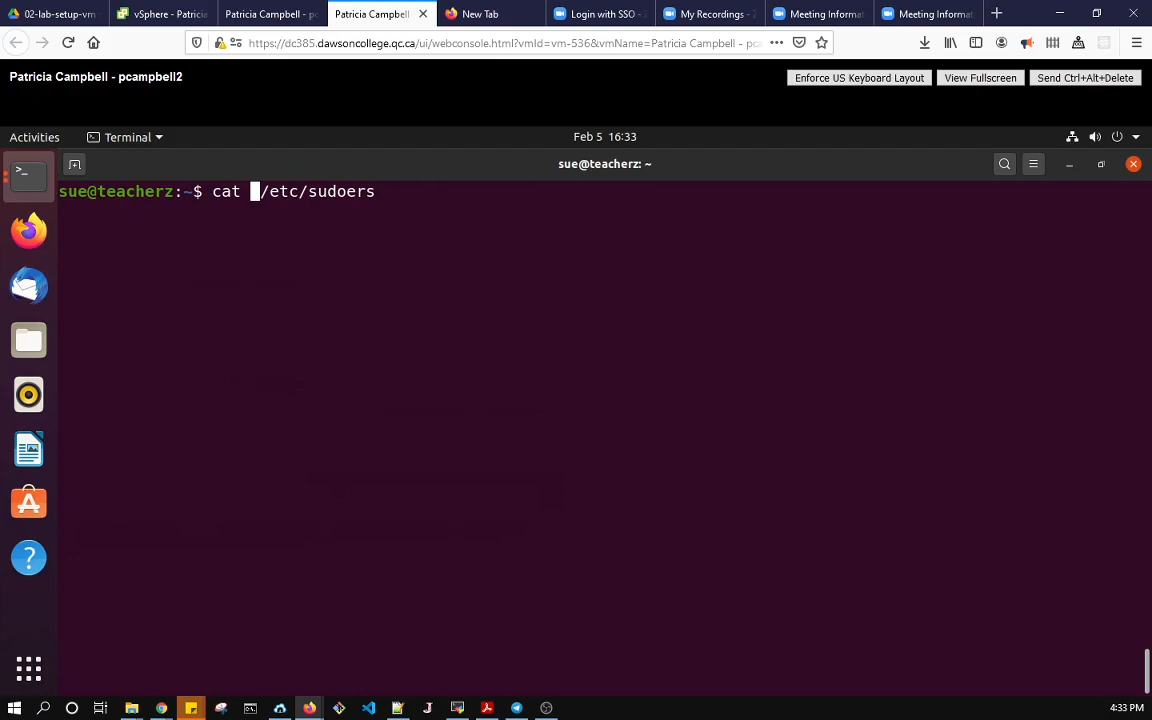 02-lab-setup-vm
vSphere - Patricia
Patricia Campbell - pc
Patricia Campbell
New Tab
Login with SSO - Z
My Recordings - Z
Meeting Informat
Meeting Informat
https://dc385.dawsoncollege.qc.ca/ui/webconsole.html?vmId=vm-536&vmName=Patricia Campbell - pc
Patricia Campbell - pcampbell2
Enforce US Keyboard Layout
View Fullscreen
Send Ctrl+Alt+Delete
Activities
Terminal
Feb 5 16:33
sue@teacherz: ~
sue@teacherz:~$ cat /etc/sudoers
4:33 PM